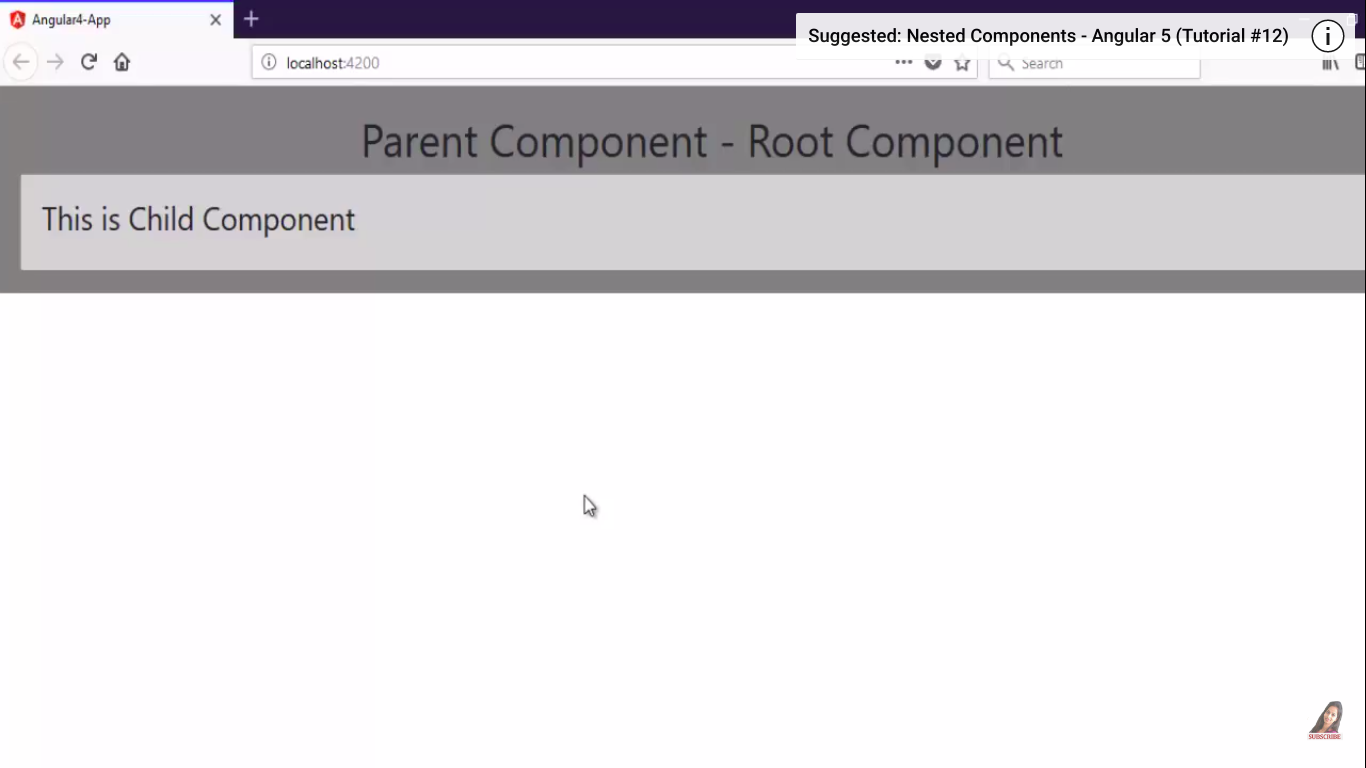 Angular4-App
Suggested: Nested Components - Angular 5 (Tutorial #12)
localhost:4200
Search
Parent Component - Root Component
This is Child Component
SUBSCRIBE